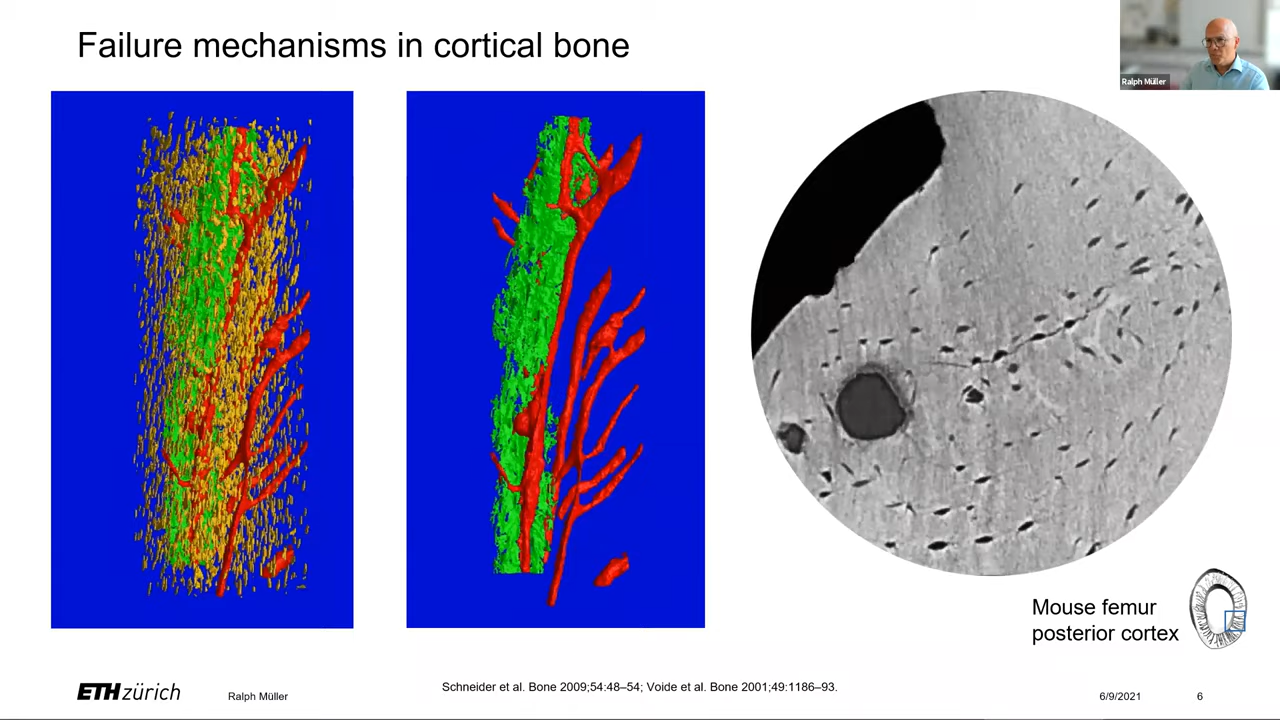 Failure mechanisms in cortical bone
Ralph Müller
Mouse femur
posterior cortex
ETH zürich
Ralph Müller
Schneider et al. Bone 2009;54:48–54; Voide et al. Bone 2001;49:1186–93.
6/9/2021
6